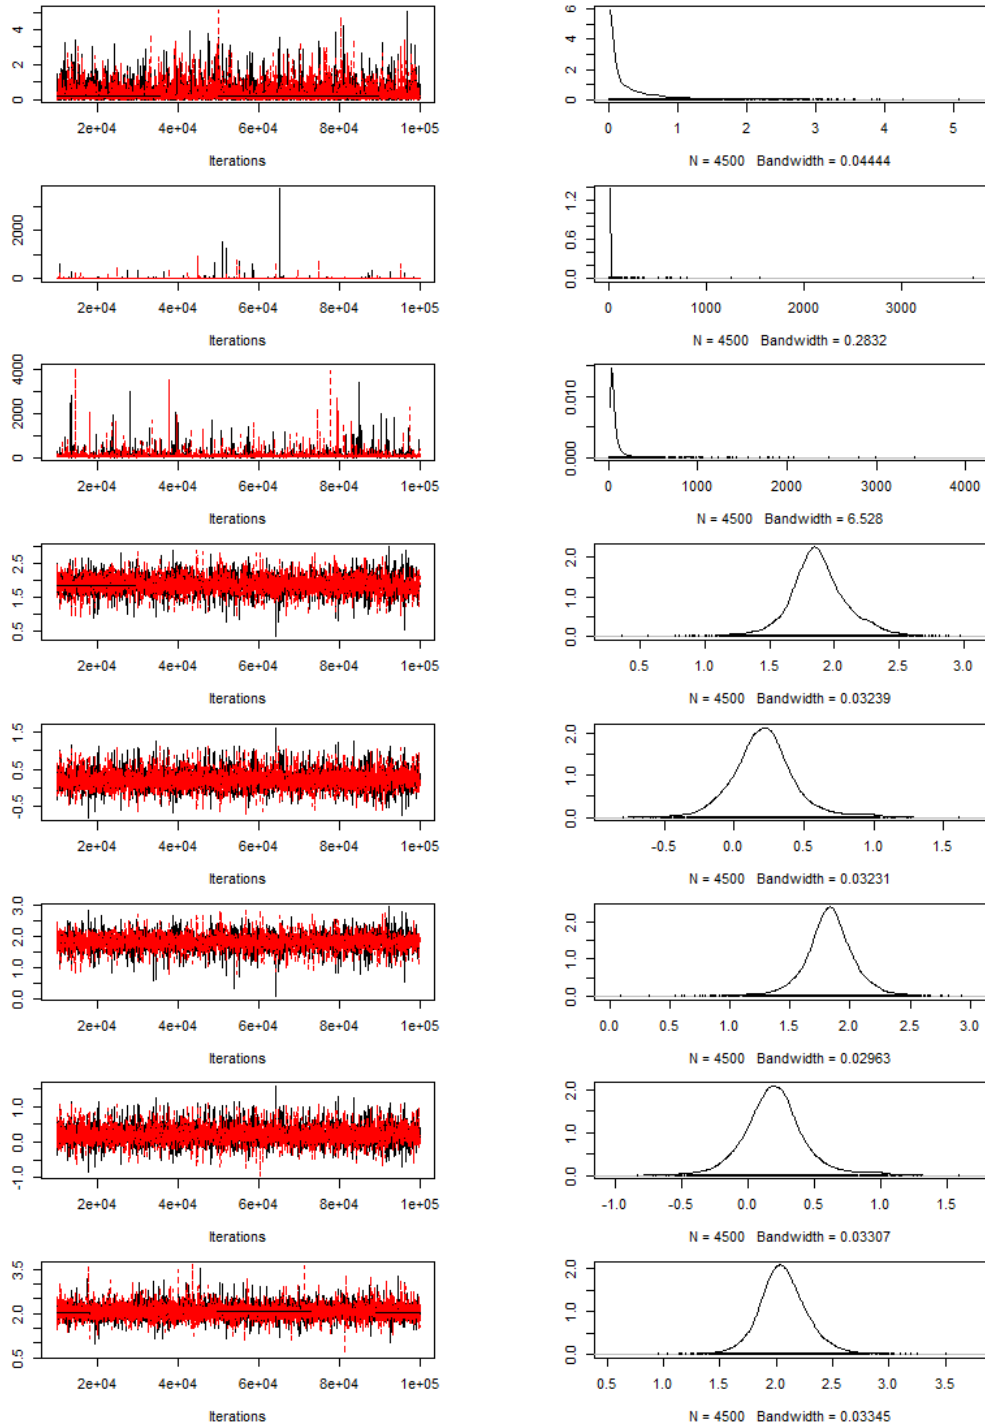 0 2 4
2e+04 4e+04 6e+04 8e+04 1e+05
Iterations
0 2 4 6
0 1 2 3 4 5
N = 4500 Bandwidth = 0.04444
0 2000
2e+04 4e+04 6e+04 8e+04 1e+05
Iterations
0.0 0.6 1.2
0 1000 2000 3000
N = 4500 Bandwidth = 0.2832
0 2000 4000
2e+04 4e+04 6e+04 8e+04 1e+05
Iterations
0.000 0.010
0 1000 2000 3000 4000
N = 4500 Bandwidth = 6.528
0.5 1.5 2.5
2e+04 4e+04 6e+04 8e+04 1e+05
Iterations
0.0 1.0 2.0
0.5 1.0 1.5 2.0 2.5 3.0
N = 4500 Bandwidth = 0.03239
-0.5 0.5 1.5
2e+04 4e+04 6e+04 8e+04 1e+05
Iterations
0.0 1.0 2.0
-0.5 0.0 0.5 1.0 1.5
N = 4500 Bandwidth = 0.03231
0.0 1.0 2.0 3.0
2e+04 4e+04 6e+04 8e+04 1e+05
Iterations
0.0 1.0 2.0
0.0 0.5 1.0 1.5 2.0 2.5 3.0
N = 4500 Bandwidth = 0.02963
-1.0 0.0 1.0
2e+04 4e+04 6e+04 8e+04 1e+05
Iterations
0.0 1.0 2.0
-1.0 -0.5 0.0 0.5 1.0 1.5
N = 4500 Bandwidth = 0.03307
0.5 2.0 3.5
2e+04 4e+04 6e+04 8e+04 1e+05
Iterations
0.0 1.0 2.0
0.5 1.0 1.5 2.0 2.5 3.0 3.5
N = 4500 Bandwidth = 0.03345